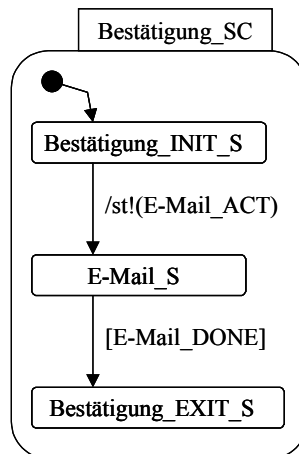 Bestätigung_SC
Bestätigung_INIT_S
/st!(E-Mail_ACT)
E-Mail_S
[E-Mail_DONE]
Bestätigung_EXIT_S